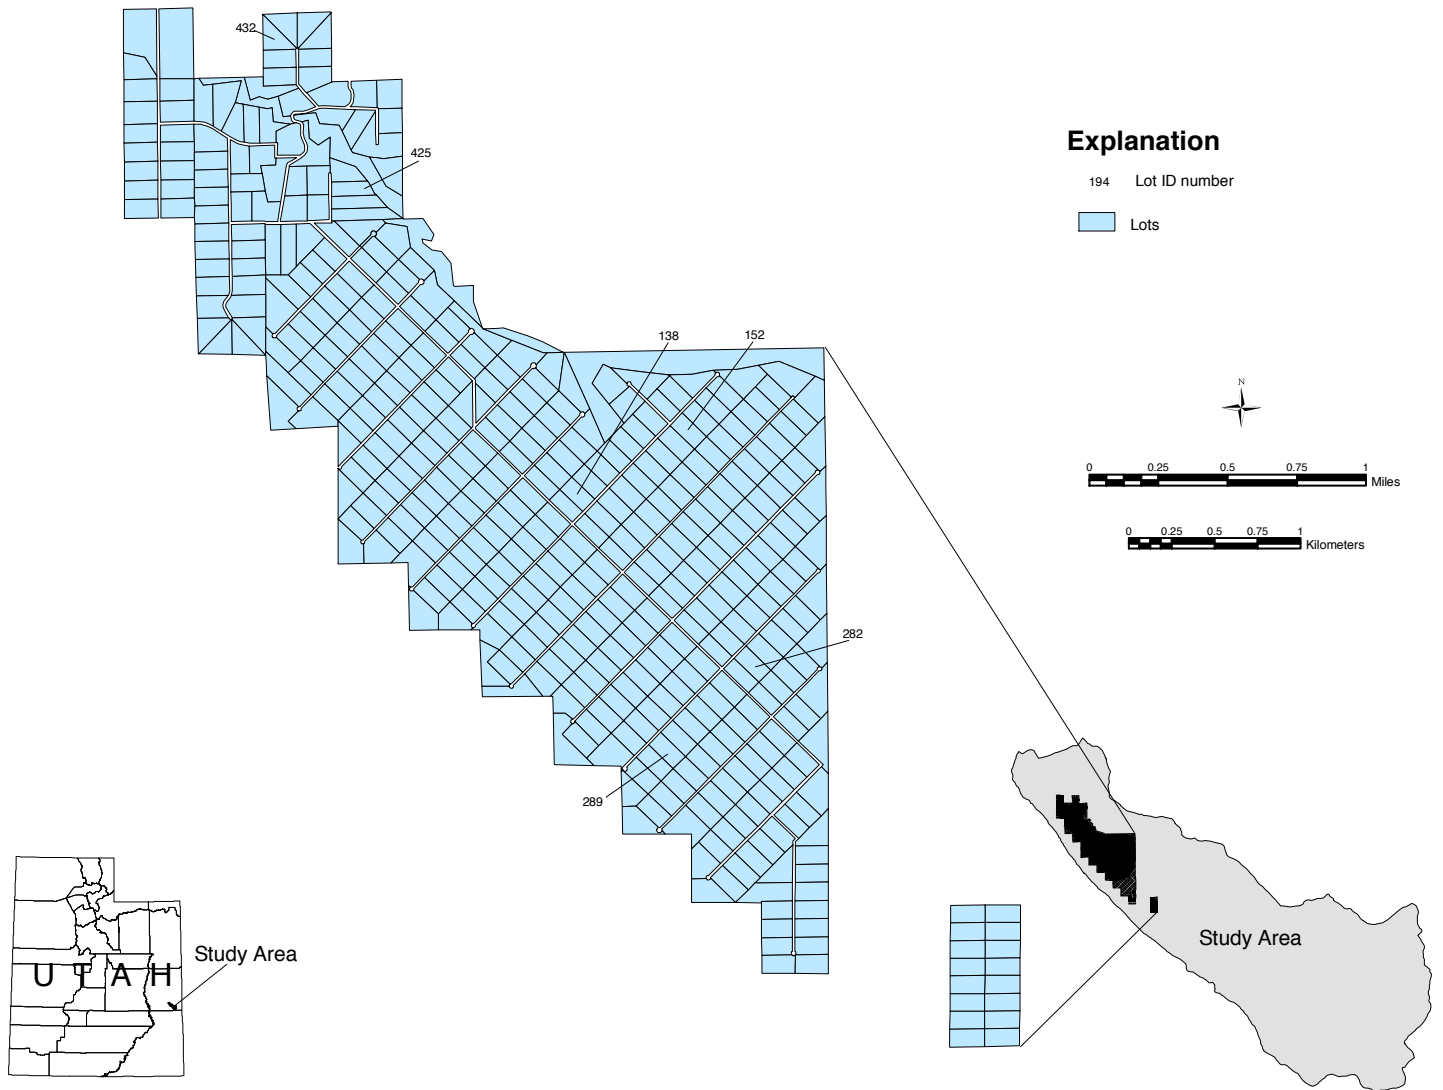 432
425
Explanation
194 Lot ID number
Lots
138
152
N
0 0.25 0.5 0.75 1
Miles
0 0.25 0.5 0.75 1
Kilometers
282
289
Study Area
UTAH
Study Area